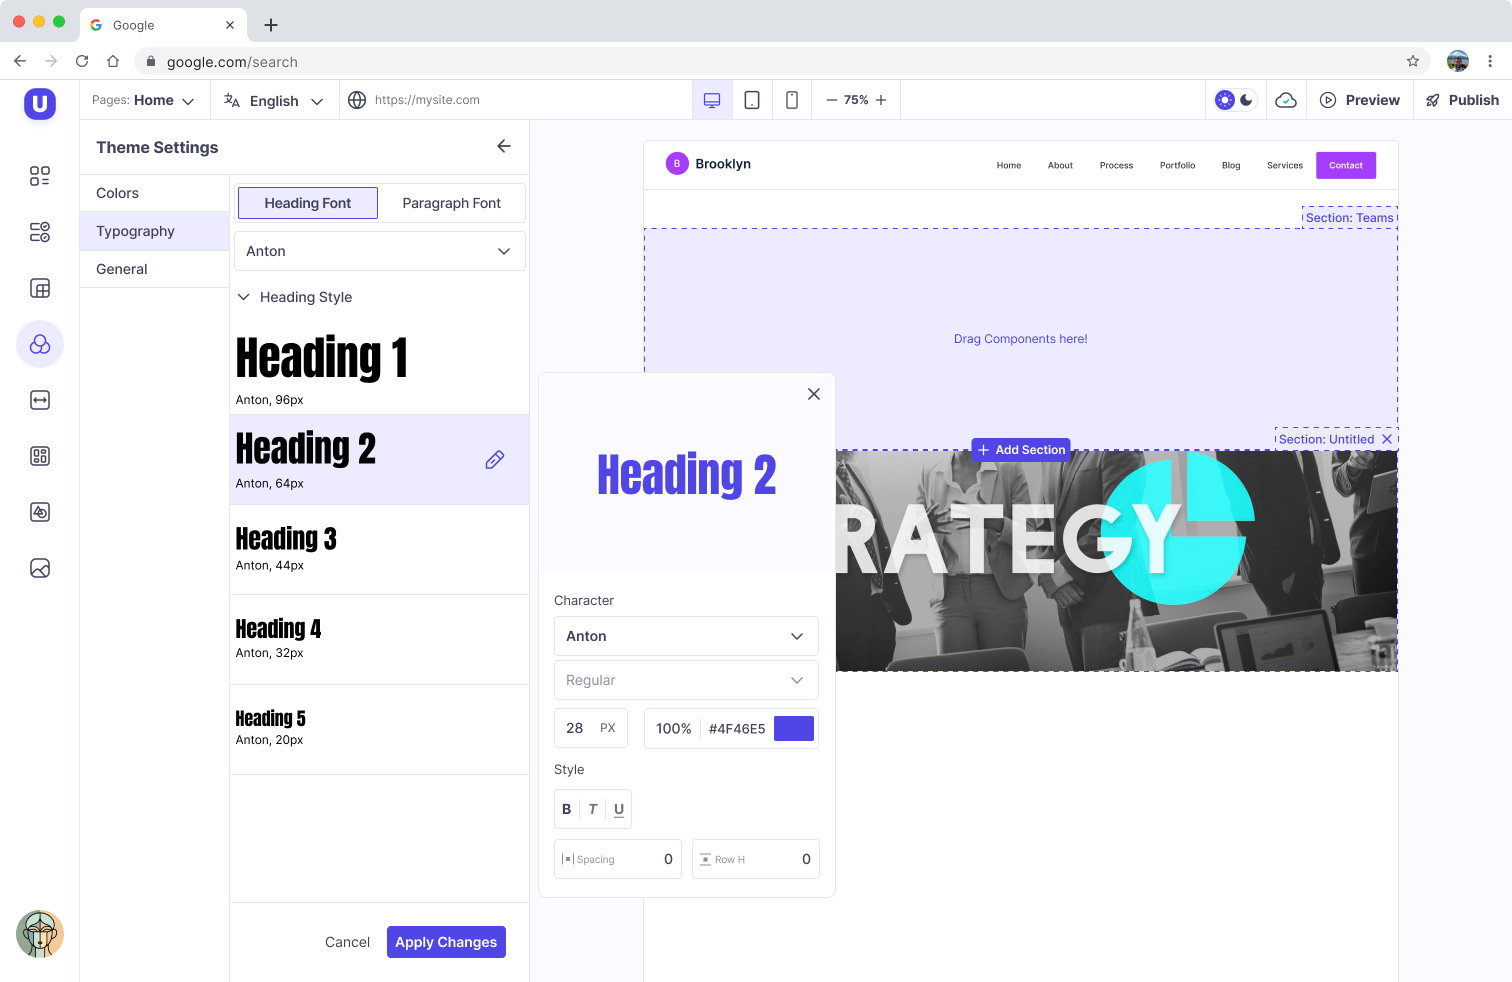 Google
google.com/search
U
Pages: Home
English
https://mysite.com
75%
Preview
Publish
Theme Settings
Colors
Typography
General
Heading Font
Paragraph Font
Anton
Heading Style
Heading 1
Anton, 96px
Heading 2
Anton, 64px
Heading 3
Anton, 44px
Heading 4
Anton, 32px
Heading 5
Anton, 20px
Cancel
Apply Changes
B
Brooklyn
Home
About
Process
Portfolio
Blog
Services
Contact
Section: Teams
Drag Components here!
Section: Untitled
Add Section
RATEGY
Heading 2
Character
Anton
Regular
28 PX
100%
#4F46E5
Style
B T U
Spacing 0
Row H 0